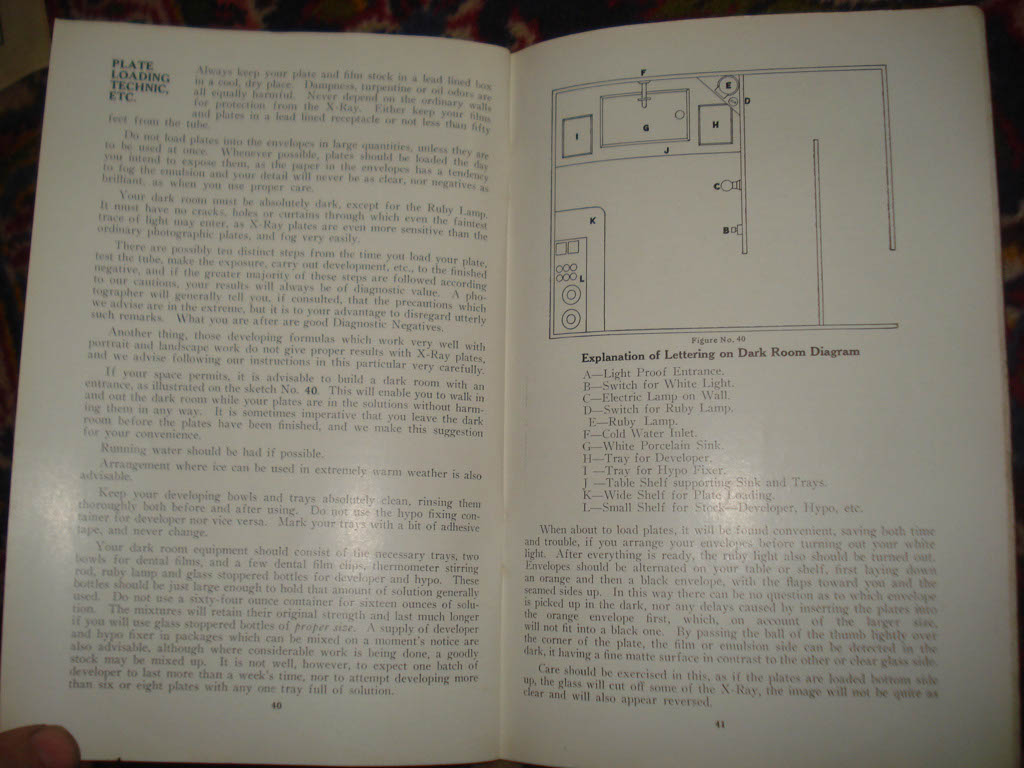 PLATE
LOADING
TECHNIC,
ETC.
Always keep your plate and film stock in a lead lined box
in a cool, dry place. Dampness, turpentine or oil odors are
all equally harmful. Never depend on the ordinary walls
for protection from the X-Ray. Either keep your films
and plates in a lead lined receptacle or not less than fifty
feet from the tube.
Do not load plates into the envelopes in large quantities, unless they are
to be used at once. Whenever possible, plates should be loaded the day
you intend to expose them, as the paper in the envelopes has a tendency
to fog the emulsion and your detail will never be as clear, nor negatives as
brilliant, as when you use proper care.
Your dark room must be absolutely dark, except for the Ruby Lamp.
It must have no cracks, holes or curtains through which even the faintest
trace of light may enter, as X-Ray plates are even more sensitive than the
ordinary photographic plates, and fog very easily.
There are possibly ten distinct steps from the time you load your plate,
test the tube, make the exposure, carry out development, etc., to the finished
negative, and if the greater majority of these steps are followed according
to our cautions, your results will always be of diagnostic value. A pho-
tographer will generally tell you, if consulted, that the precautions which
we advise are in the extreme, but it is to your advantage to disregard utterly
such remarks. What you are after are good Diagnostic Negatives.
Another thing, those developing formulas which work very well with
portrait and landscape work do not give proper results with X-Ray plates,
and we advise following our instructions in this particular very carefully.
If your space permits, it is advisable to build a dark room with an
entrance, as illustrated on the sketch No. 40. This will enable you to walk in
and out the dark room while your plates are in the solutions without harm-
ing them in any way. It is sometimes imperative that you leave the dark
room before the plates have been finished, and we make this suggestion
for your convenience.
Running water should be had if possible.
Arrangement where ice can be used in extremely warm weather is also
advisable.
Keep your developing bowls and trays absolutely clean, rinsing them
thoroughly both before and after using. Do not use the hypo fixing con-
tainer for developer nor vice versa. Mark your trays with a bit of adhesive
tape, and never change.
Your dark room equipment should consist of the necessary trays, two
bowls for dental films, and a few dental film clips, thermometer stirring
rod, ruby lamp and glass stoppered bottles for developer and hypo. These
bottles should be just large enough to hold that amount of solution generally
used. Do not use a sixty-four ounce container for sixteen ounces of solu-
tion. The mixtures will retain their original strength and last much longer
if you will use glass stoppered bottles of proper size. A supply of developer
and hypo fixer in packages which can be mixed on a moment's notice are
also advisable, although where considerable work is being done, a goodly
stock may be mixed up. It is not well, however, to expect one batch of
developer to last more than a week's time, nor to attempt developing more
than six or eight plates with any one tray full of solution.
40
F
E
D
I
G
H
J
C
K
B
L
Figure No. 40
Explanation of Lettering on Dark Room Diagram
A—Light Proof Entrance.
B—Switch for White Light.
C—Electric Lamp on Wall.
D—Switch for Ruby Lamp.
E—Ruby Lamp.
F—Cold Water Inlet.
G—White Porcelain Sink.
H—Tray for Developer.
I—Tray for Hypo Fixer.
J—Table Shelf supporting Sink and Trays.
K—Wide Shelf for Plate Loading.
L—Small Shelf for Stock—Developer, Hypo, etc.
When about to load plates, it will be found convenient, saving both time
and trouble, if you arrange your envelopes before turning out your white
light. After everything is ready, the ruby light also should be turned out.
Envelopes should be alternated on your table or shelf, first laying down
an orange and then a black envelope, with the flaps toward you and the
seamed sides up. In this way there can be no question as to which envelope
is picked up in the dark, nor any delays caused by inserting the plates into
the orange envelope first, which, on account of the larger size,
will not fit into a black one. By passing the ball of the thumb lightly over
the corner of the plate, the film or emulsion side can be detected in the
dark, it having a fine matte surface in contrast to the other or clear glass side.
Care should be exercised in this, as if the plates are loaded bottom side
up, the glass will cut off some of the X-Ray, the image will not be quite as
clear and will also appear reversed.
41